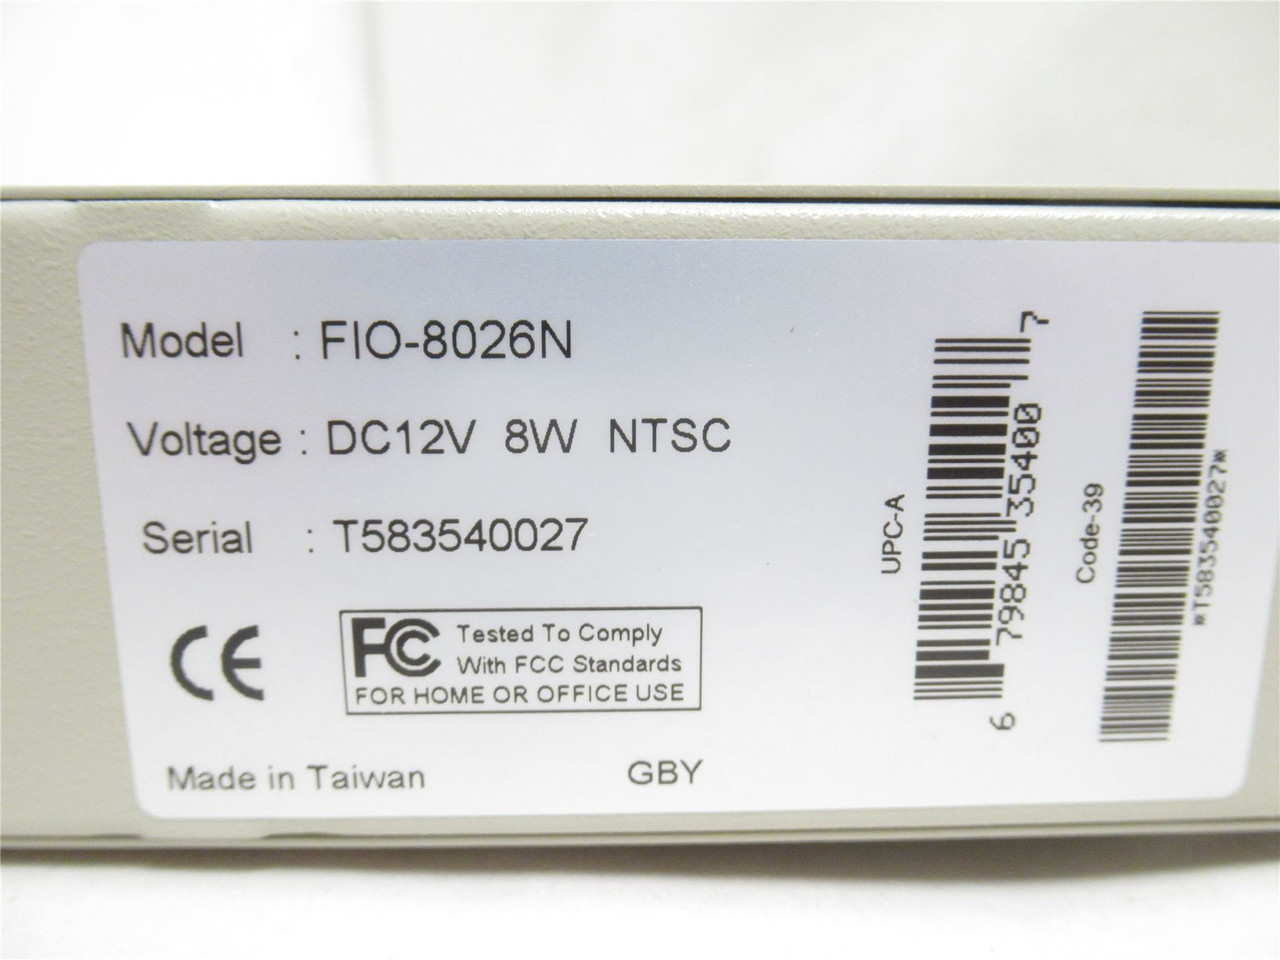 Model : FIO-8026N
Voltage : DC12V 8W NTSC
Serial : T583540027
CE
FC Tested To Comply
With FCC Standards
FOR HOME OR OFFICE USE
Made in Taiwan GBY
UPC-A
6 79845 35400 7
Code-39
*T583540027*